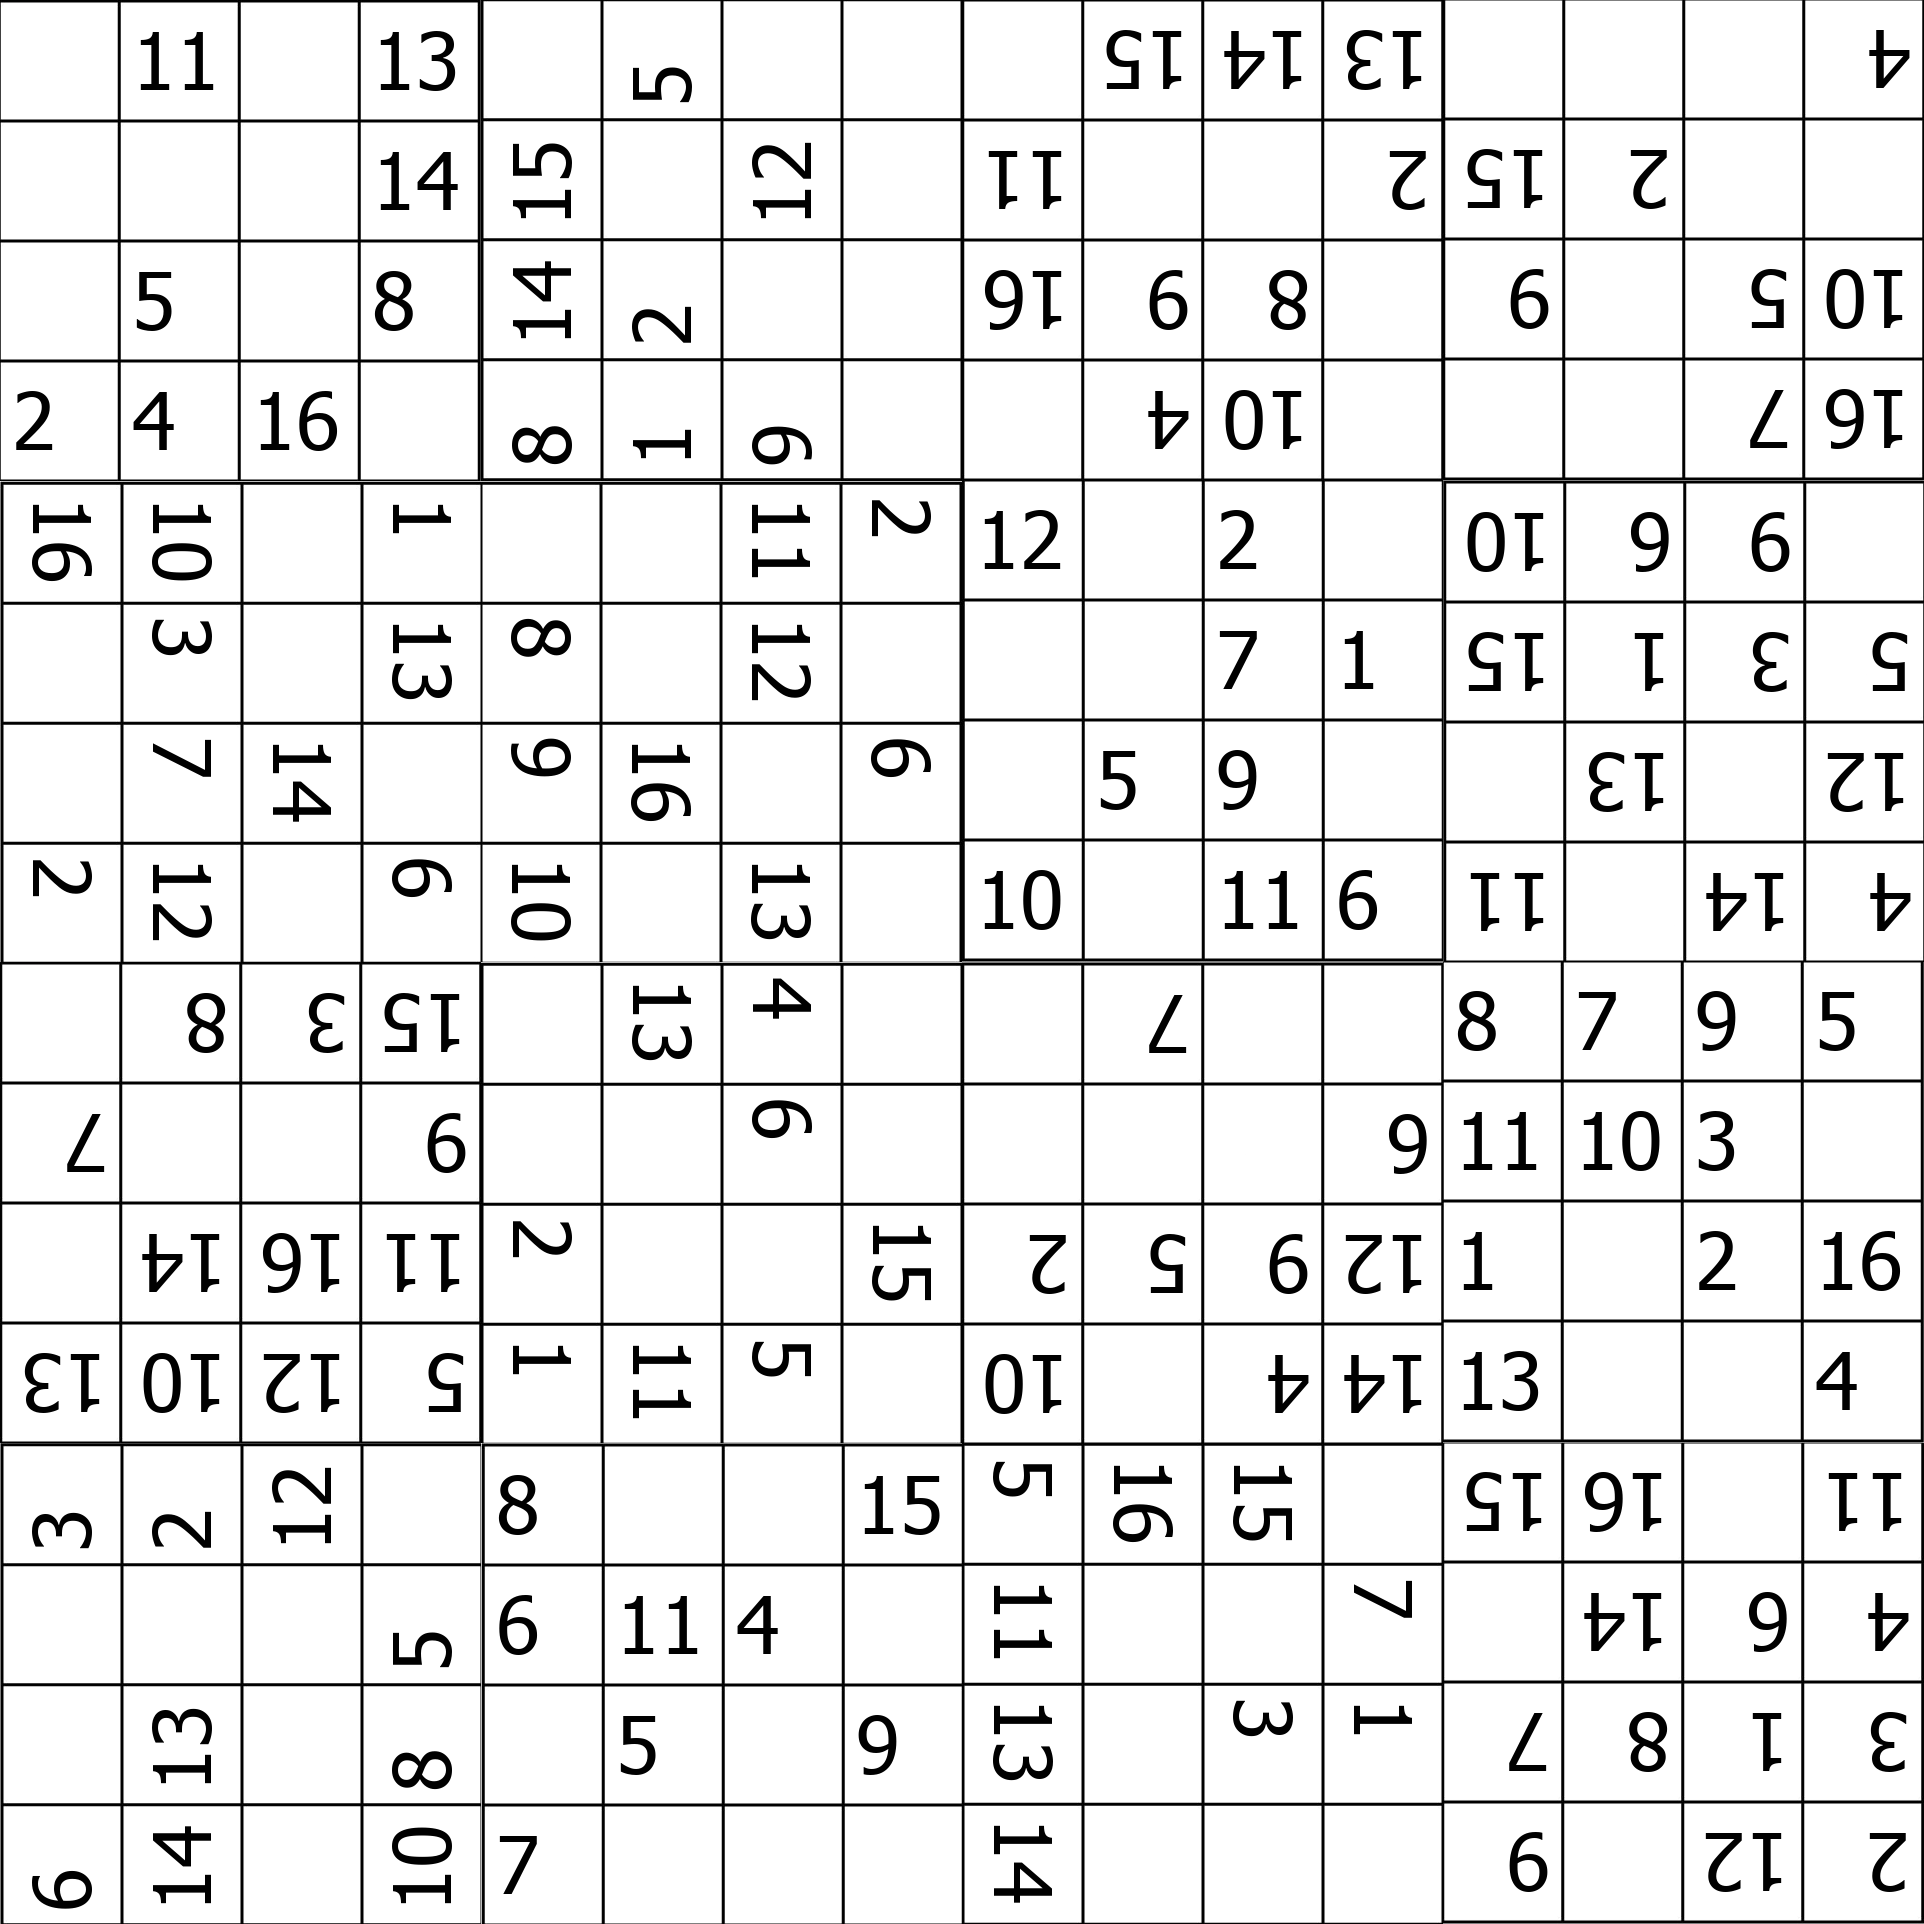 11 13 5 15 14 13 4
14 15 12 11 2 15 2
5 8 14 2 16 6 8 6 5 10
2 4 16 8 1 6 4 10 7 16
16 10 1 11 2 12 2 10 6 9
3 13 8 12 7 1 15 1 3 5
7 14 9 16 6 5 9 13 12
2 12 6 10 13 10 11 6 11 14 4
8 3 15 13 4 7 8 7 9 5
7 9 6 6 11 10 3
14 16 11 2 15 2 5 6 12 1 2 16
13 10 12 5 1 11 5 10 4 14 13 4
3 2 12 8 15 5 16 15 15 16 11
5 6 11 4 11 7 14 6 4
13 8 5 9 13 3 1 7 8 1 3
6 14 10 7 14 9 12 2